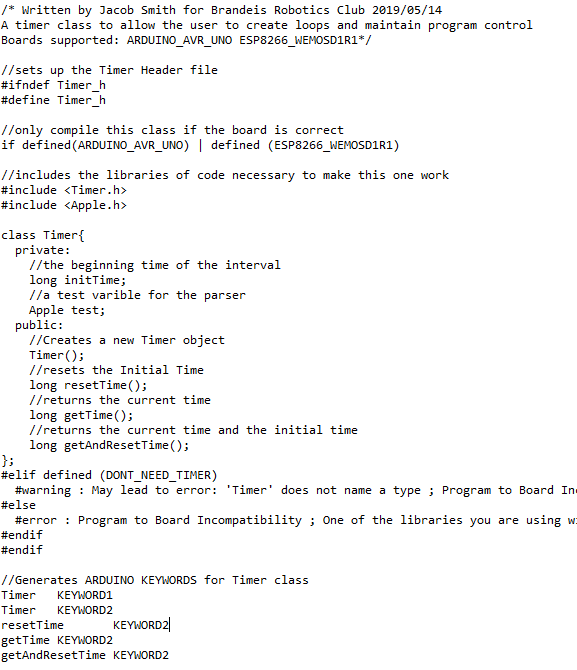 /* Written by Jacob Smith for Brandeis Robotics Club 2019/05/14
A timer class to allow the user to create loops and maintain program control
Boards supported: ARDUINO_AVR_UNO ESP8266_WEMOSD1R1*/
//sets up the Timer Header file
#ifndef Timer_h
#define Timer_h
//only compile this class if the board is correct
if defined(ARDUINO_AVR_UNO) | defined (ESP8266_WEMOSD1R1)
//includes the libraries of code necessary to make this one work
#include <Timer.h>
#include <Apple.h>
class Timer{
private:
//the beginning time of the interval
long initTime;
//a test varible for the parser
Apple test;
public:
//Creates a new Timer object
Timer();
//resets the Initial Time
long resetTime();
//returns the current time
long getTime();
//returns the current time and the initial time
long getAndResetTime();
};
#elif defined (DONT_NEED_TIMER)
#warning : May lead to error: 'Timer' does not name a type ; Program to Board
#else
#error : Program to Board Incompatibility ; One of the libraries you are using
#endif
#endif
//Generates ARDUINO KEYWORDS for Timer class
Timer KEYWORD1
Timer KEYWORD2
resetTime KEYWORD2
getTime KEYWORD2
getAndResetTime KEYWORD2